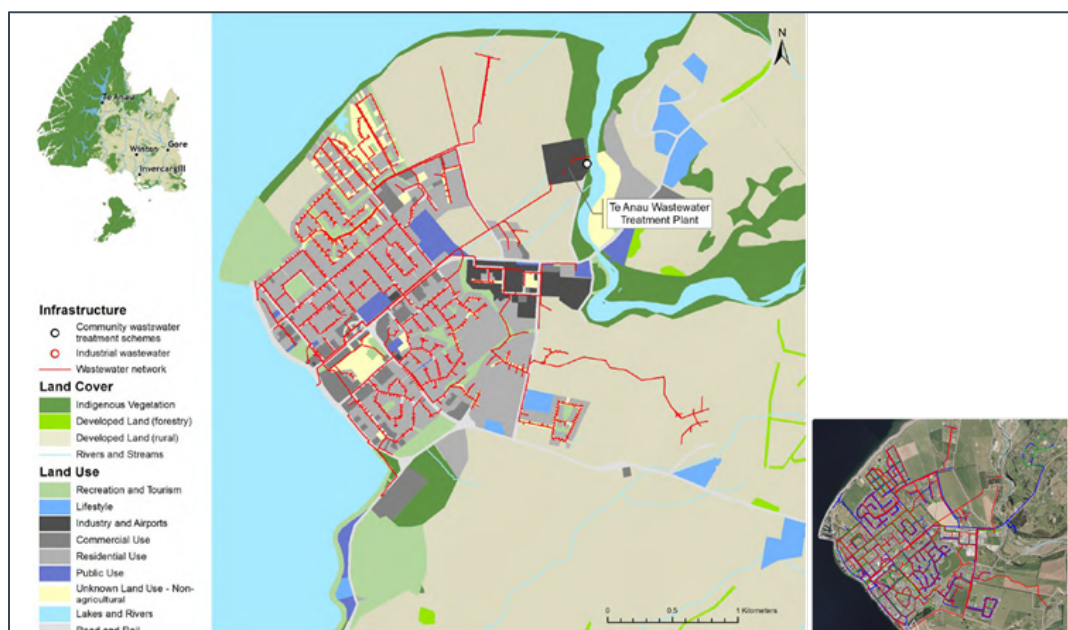 Te Anau
Winton
Gore
Invercargill
N
Te Anau Wastewater
Treatment Plant
Infrastructure
Community wastewater
treatment schemes
Industrial wastewater
Wastewater network
Land Cover
Indigenous Vegetation
Developed Land (forestry)
Developed Land (rural)
Rivers and Streams
Land Use
Recreation and Tourism
Lifestyle
Industry and Airports
Commercial Use
Residential Use
Public Use
Unknown Land Use - Non-
agricultural
Lakes and Rivers
Road and Rail
0 0.5 1 Kilometers